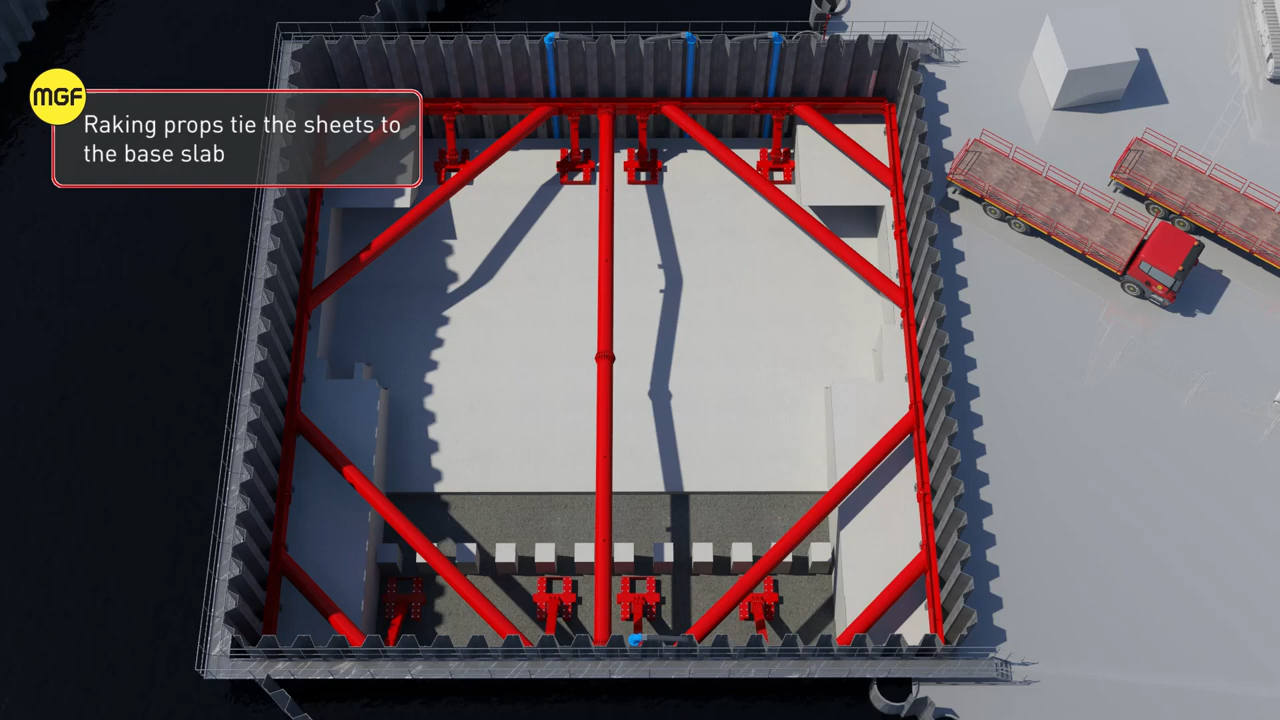 MGF
Raking props tie the sheets to
the base slab